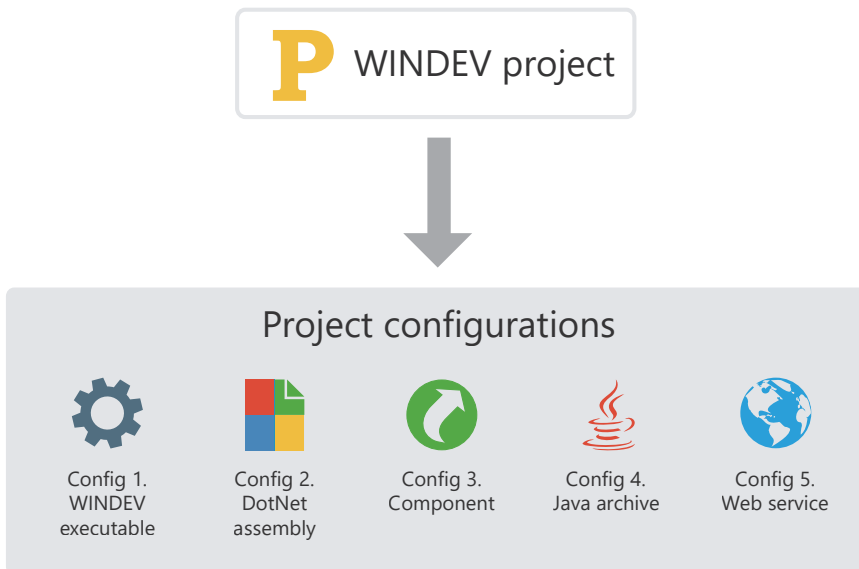 P WINDEV project
Project configurations
Config 1.
WINDEV
executable
Config 2.
DotNet
assembly
Config 3.
Component
Config 4.
Java archive
Config 5.
Web service